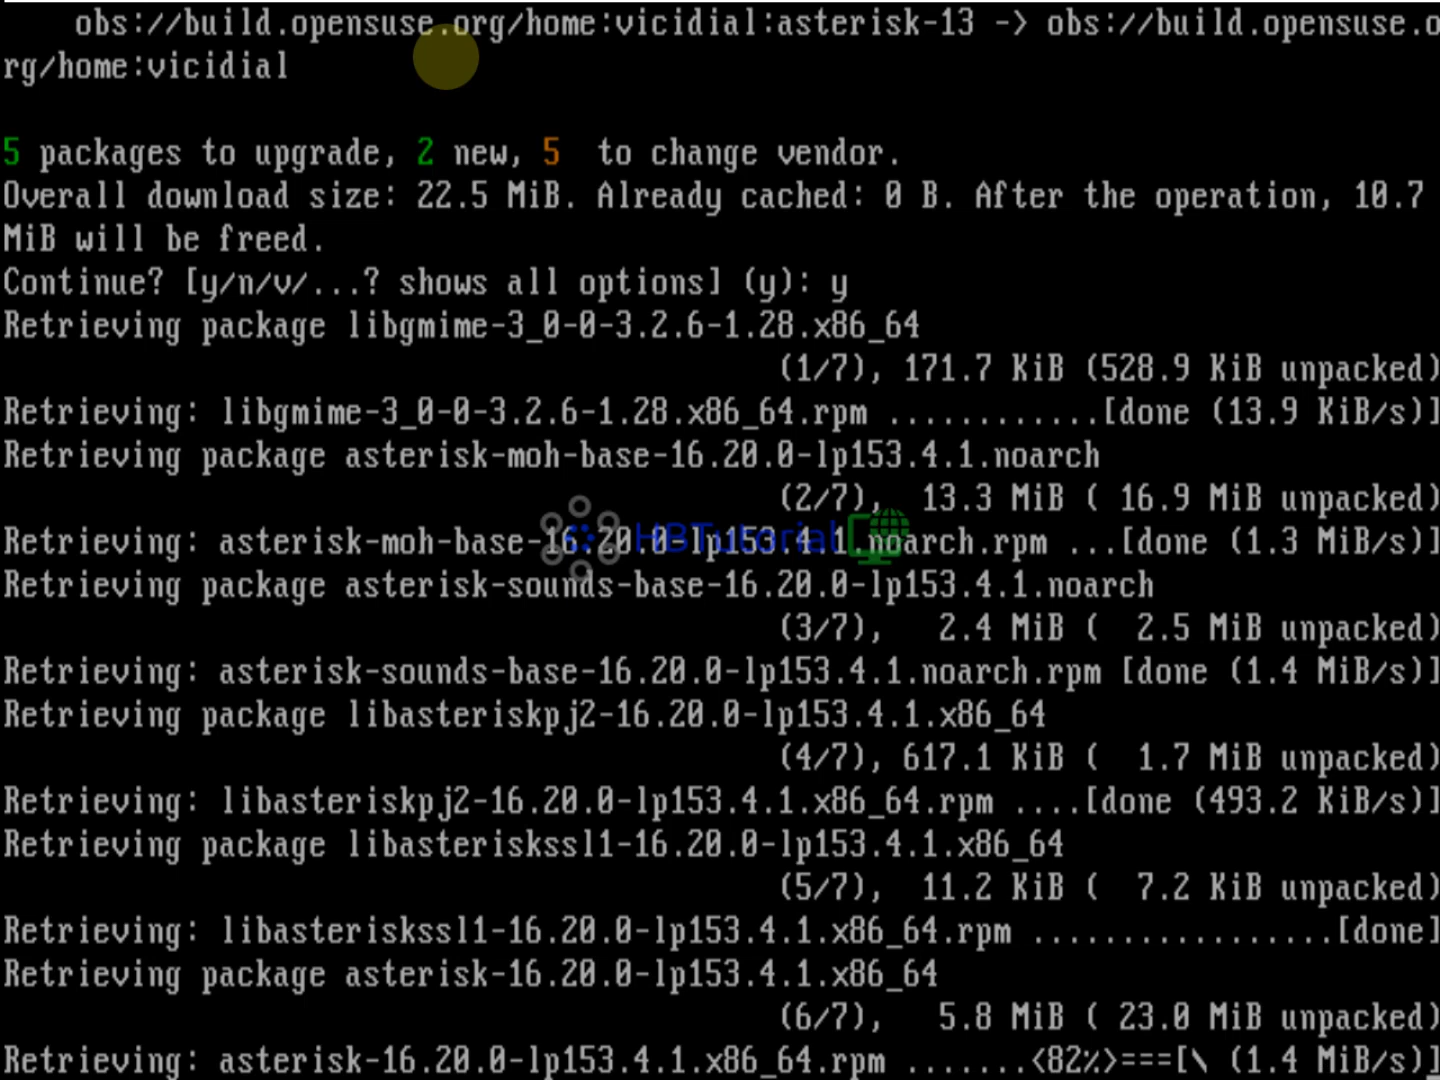 obs://build.opensuse.org/home:vicidial:asterisk-13 -> obs://build.opensuse.o
rg/home:vicidial
5 packages to upgrade, 2 new, 5  to change vendor.
Overall download size: 22.5 MiB. Already cached: 0 B. After the operation, 10.7
MiB will be freed.
Continue? [y/n/v/...? shows all options] (y): y
Retrieving package libgmime-3_0-0-3.2.6-1.28.x86_64
(1/7), 171.7 KiB (528.9 KiB unpacked)
Retrieving: libgmime-3_0-0-3.2.6-1.28.x86_64.rpm ............[done (13.9 KiB/s)]
Retrieving package asterisk-moh-base-16.20.0-lp153.4.1.noarch
(2/7),  13.3 MiB ( 16.9 MiB unpacked)
HBTutorial
Retrieving: asterisk-moh-base-16.20.0-lp153.4.1.noarch.rpm ...[done (1.3 MiB/s)]
Retrieving package asterisk-sounds-base-16.20.0-lp153.4.1.noarch
(3/7),   2.4 MiB (  2.5 MiB unpacked)
Retrieving: asterisk-sounds-base-16.20.0-lp153.4.1.noarch.rpm [done (1.4 MiB/s)]
Retrieving package libasteriskpj2-16.20.0-lp153.4.1.x86_64
(4/7), 617.1 KiB (  1.7 MiB unpacked)
Retrieving: libasteriskpj2-16.20.0-lp153.4.1.x86_64.rpm ....[done (493.2 KiB/s)]
Retrieving package libasteriskssl1-16.20.0-lp153.4.1.x86_64
(5/7),  11.2 KiB (  7.2 KiB unpacked)
Retrieving: libasteriskssl1-16.20.0-lp153.4.1.x86_64.rpm .................[done]
Retrieving package asterisk-16.20.0-lp153.4.1.x86_64
(6/7),   5.8 MiB ( 23.0 MiB unpacked)
Retrieving: asterisk-16.20.0-lp153.4.1.x86_64.rpm .......<82%>===[\ (1.4 MiB/s)]